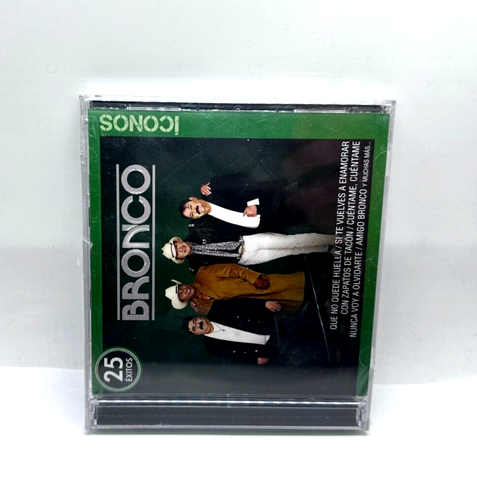 ICONOS
BRONCO
25
ÉXITOS
QUE NO QUEDE HUELLA / SI TE VUELVES A ENAMORAR
CON ZAPATOS DE TACÓN / CUÉNTAME, CUÉNTAME
NUNCA VOY A OLVIDARTE / AMIGO BRONCO Y MUCHAS MÁS...